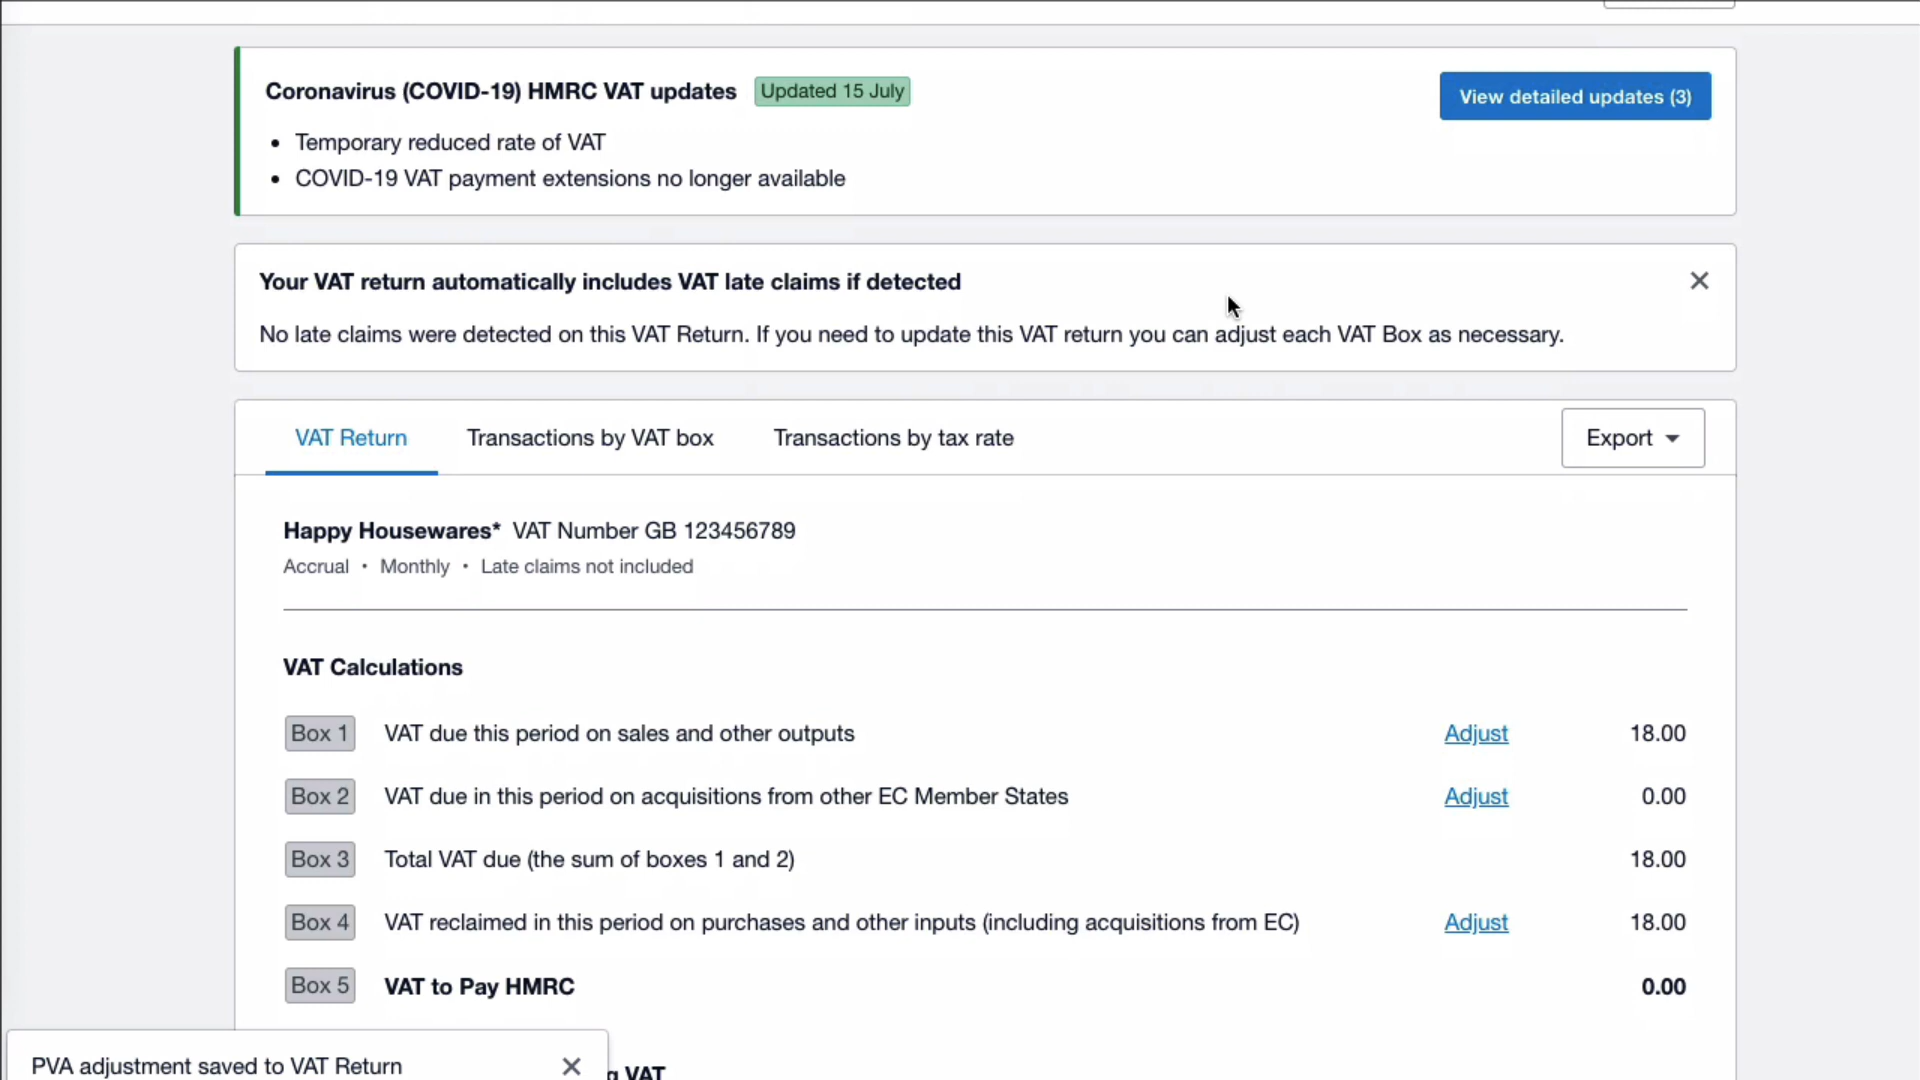 Coronavirus (COVID-19) HMRC VAT updates Updated 15 July
View detailed updates (3)
• Temporary reduced rate of VAT
• COVID-19 VAT payment extensions no longer available
Your VAT return automatically includes VAT late claims if detected
No late claims were detected on this VAT Return. If you need to update this VAT return you can adjust each VAT Box as necessary.
VAT Return Transactions by VAT box Transactions by tax rate Export
Happy Housewares* VAT Number GB 123456789
Accrual • Monthly • Late claims not included
VAT Calculations
Box 1 VAT due this period on sales and other outputs Adjust 18.00
Box 2 VAT due in this period on acquisitions from other EC Member States Adjust 0.00
Box 3 Total VAT due (the sum of boxes 1 and 2) 18.00
Box 4 VAT reclaimed in this period on purchases and other inputs (including acquisitions from EC) Adjust 18.00
Box 5 VAT to Pay HMRC 0.00
PVA adjustment saved to VAT Return
VAT